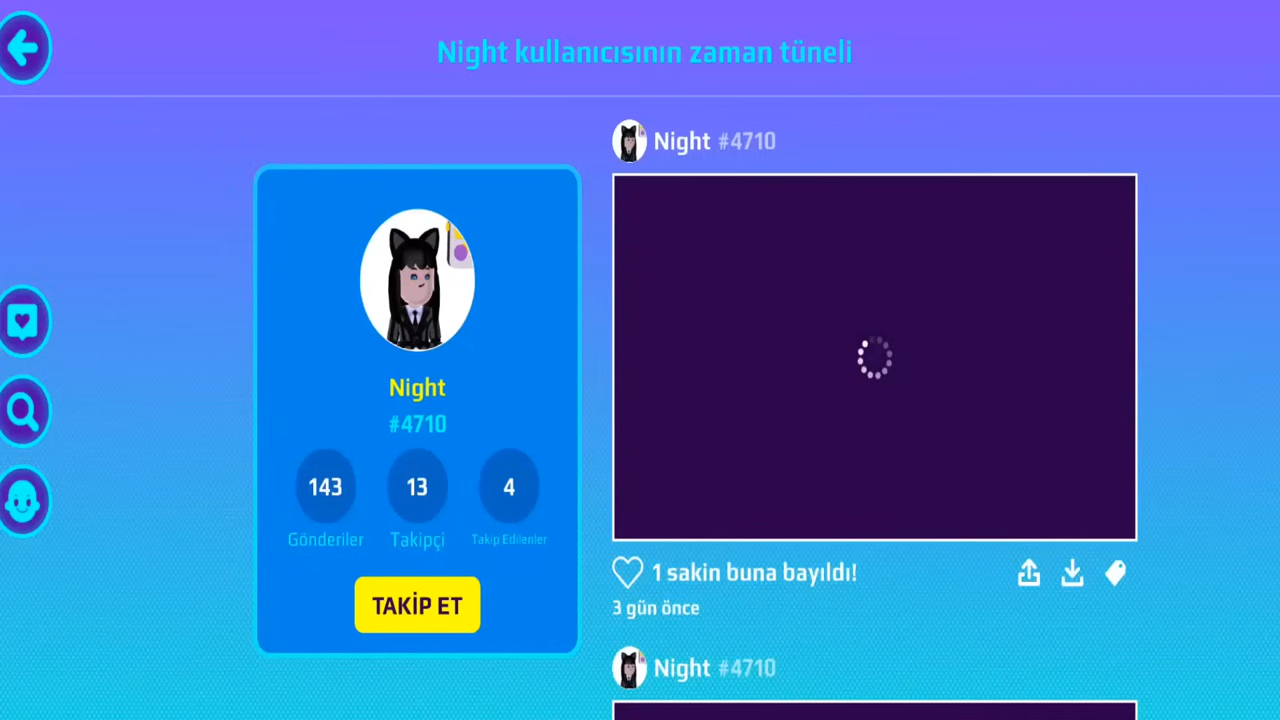 Night kullanıcısının zaman tüneli
Night
#4710
143
13
4
Gönderiler
Takipçi
Takip Edilenler
TAKİP ET
Night #4710
1 sakin buna bayıldı!
3 gün önce
Night #4710